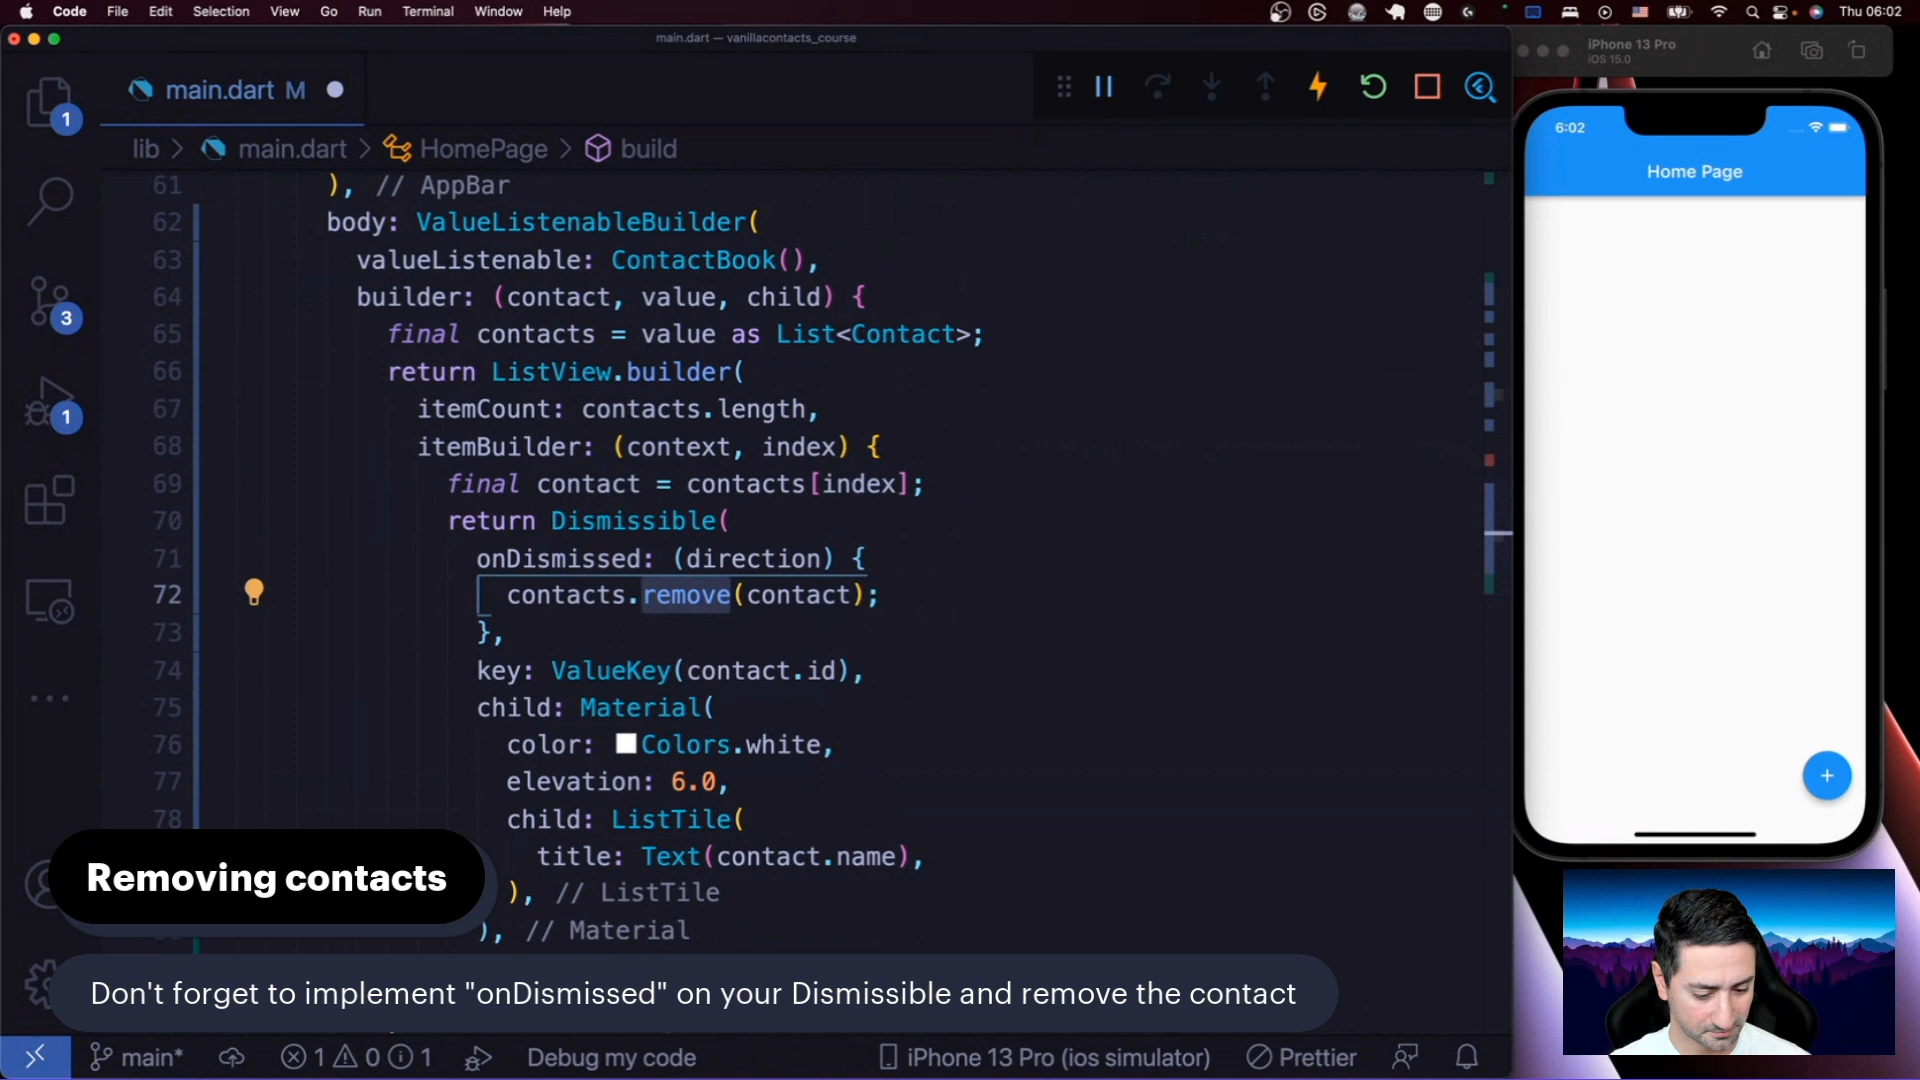 Code File Edit Selection View Go Run Terminal Window Help Thu 06:02
main.dart — vanillacontacts_course
iPhone 13 Pro
iOS 15.0
main.dart M
lib > main.dart > HomePage > build
61 ), // AppBar
62 body: ValueListenableBuilder(
63 valueListenable: ContactBook(),
64 builder: (contact, value, child) {
65 final contacts = value as List<Contact>;
66 return ListView.builder(
67 itemCount: contacts.length,
68 itemBuilder: (context, index) {
69 final contact = contacts[index];
70 return Dismissible(
71 onDismissed: (direction) {
72 contacts.remove(contact);
73 },
74 key: ValueKey(contact.id),
75 child: Material(
76 color: Colors.white,
77 elevation: 6.0,
78 child: ListTile(
title: Text(contact.name),
), // ListTile
), // Material
1
3
1
6:02
Home Page
+
Removing contacts
Don't forget to implement "onDismissed" on your Dismissible and remove the contact
main* 1 0 1 Debug my code iPhone 13 Pro (ios simulator) Prettier